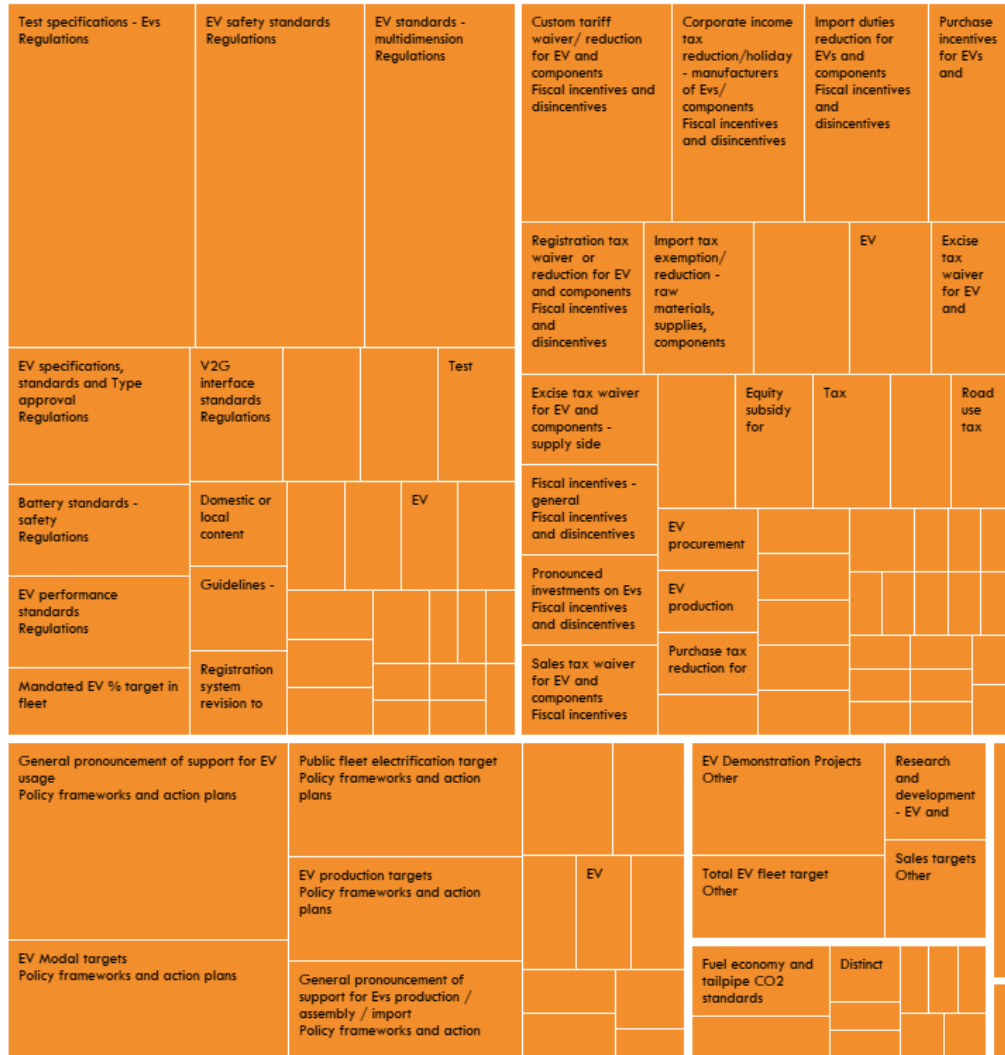 Test specifications - Evs
Regulations
EV safety standards
Regulations
EV standards -
multidimension
Regulations
Custom tariff
waiver/ reduction
for EV and
components
Fiscal incentives and
disincentives
Corporate income
tax
reduction/holiday
- manufacturers
of Evs/
components
Fiscal incentives
and disincentives
Import duties
reduction for
EVs and
components
Fiscal incentives
and
disincentives
Purchase
incentives
for EVs
and
Registration tax
waiver or
reduction for EV
and components
Fiscal incentives
and
disincentives
Import tax
exemption/
reduction -
raw
materials,
supplies,
components
EV
Excise
tax
waiver
for EV
and
EV specifications,
standards and Type
approval
Regulations
V2G
interface
standards
Regulations
Test
Excise tax waiver
for EV and
components -
supply side
Equity
subsidy
for
Tax
Road
use
tax
Battery standards -
safety
Regulations
Domestic or
local
content
EV
Fiscal incentives -
general
Fiscal incentives
and disincentives
EV
procurement
EV performance
standards
Regulations
Guidelines -
Pronounced
investments on Evs
Fiscal incentives
and disincentives
EV
production
Mandated EV % target in
fleet
Registration
system
revision to
Sales tax waiver
for EV and
components
Fiscal incentives
Purchase tax
reduction for
General pronouncement of support for EV
usage
Policy frameworks and action plans
Public fleet electrification target
Policy frameworks and action
plans
EV Demonstration Projects
Other
Research
and
development
- EV and
EV production targets
Policy frameworks and action
plans
EV
Total EV fleet target
Other
Sales targets
Other
EV Modal targets
Policy frameworks and action plans
General pronouncement of
support for Evs production /
assembly / import
Policy frameworks and action
Fuel economy and
tailpipe CO2
standards
Distinct